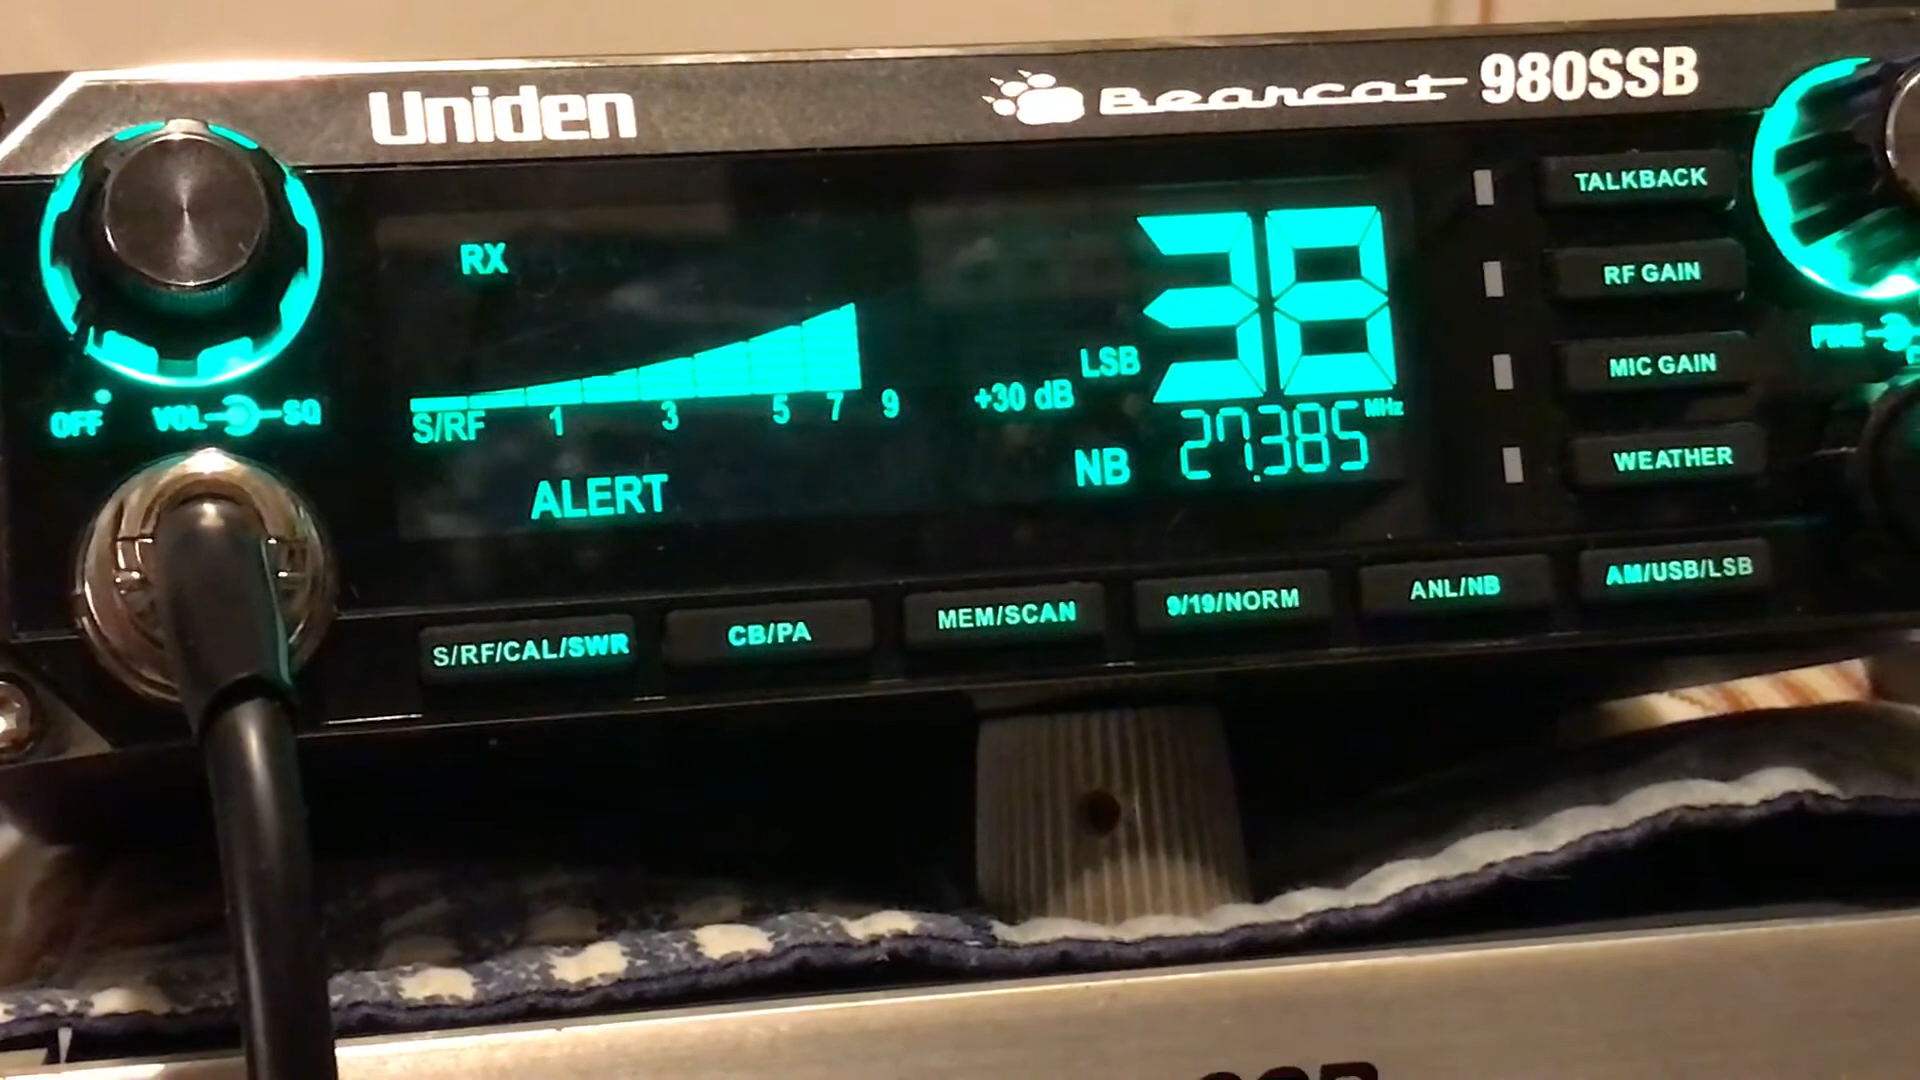 Uniden
Bearcat 980SSB
TALKBACK
RX
38
RF GAIN
LSB
MIC GAIN
S/RF 1 3 5 7 9 +30 dB
27.385 MHz
OFF VOL SQ
NB
WEATHER
ALERT
S/RF/CAL/SWR
CB/PA
MEM/SCAN
9/19/NORM
ANL/NB
AM/USB/LSB